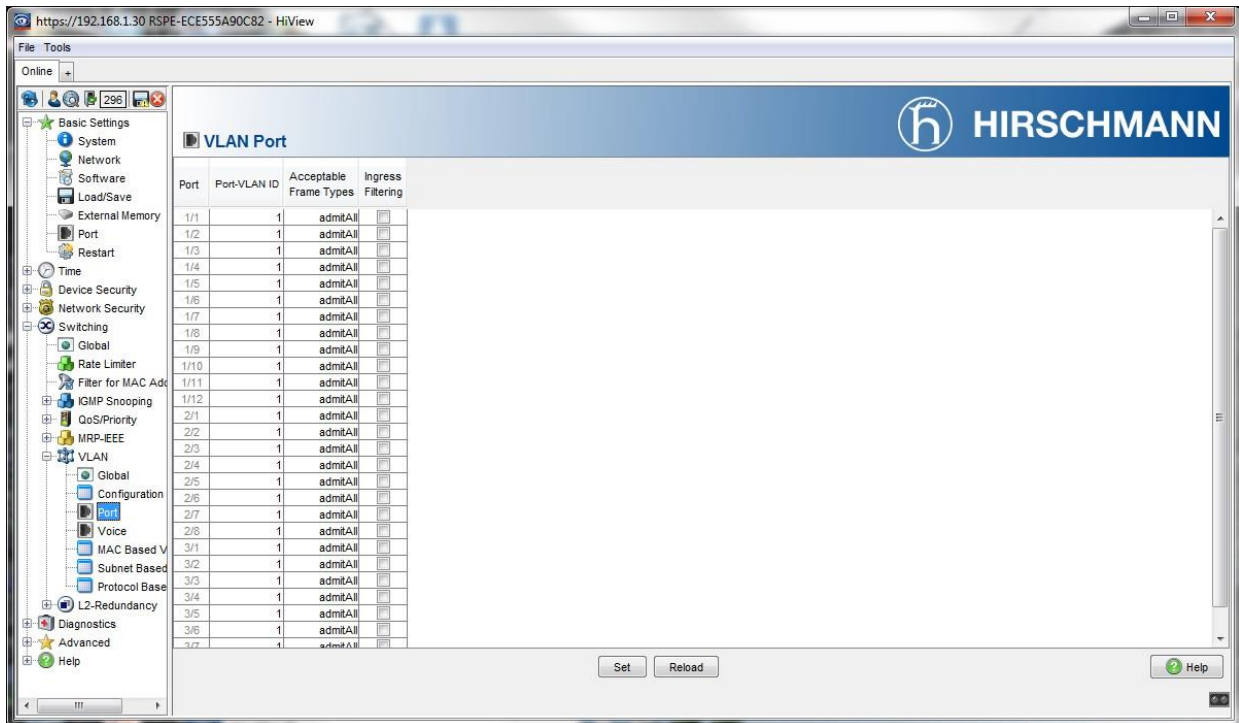 https://192.168.1.30 RSPE-ECE555A90C82 - HiView
File Tools
Online +
296
Basic Settings
System
Network
Software
Load/Save
External Memory
Port
Restart
Time
Device Security
Network Security
Switching
Global
Rate Limiter
Filter for MAC Add
IGMP Snooping
QoS/Priority
MRP-IEEE
VLAN
Global
Configuration
Port
Voice
MAC Based V
Subnet Based
Protocol Base
L2-Redundancy
Diagnostics
Advanced
Help
VLAN Port
HIRSCHMANN
Port Port-VLAN ID Acceptable Frame Types Ingress Filtering
1/1 1 admitAll
1/2 1 admitAll
1/3 1 admitAll
1/4 1 admitAll
1/5 1 admitAll
1/6 1 admitAll
1/7 1 admitAll
1/8 1 admitAll
1/9 1 admitAll
1/10 1 admitAll
1/11 1 admitAll
1/12 1 admitAll
2/1 1 admitAll
2/2 1 admitAll
2/3 1 admitAll
2/4 1 admitAll
2/5 1 admitAll
2/6 1 admitAll
2/7 1 admitAll
2/8 1 admitAll
3/1 1 admitAll
3/2 1 admitAll
3/3 1 admitAll
3/4 1 admitAll
3/5 1 admitAll
3/6 1 admitAll
3/7 1 admitAll
Set Reload Help